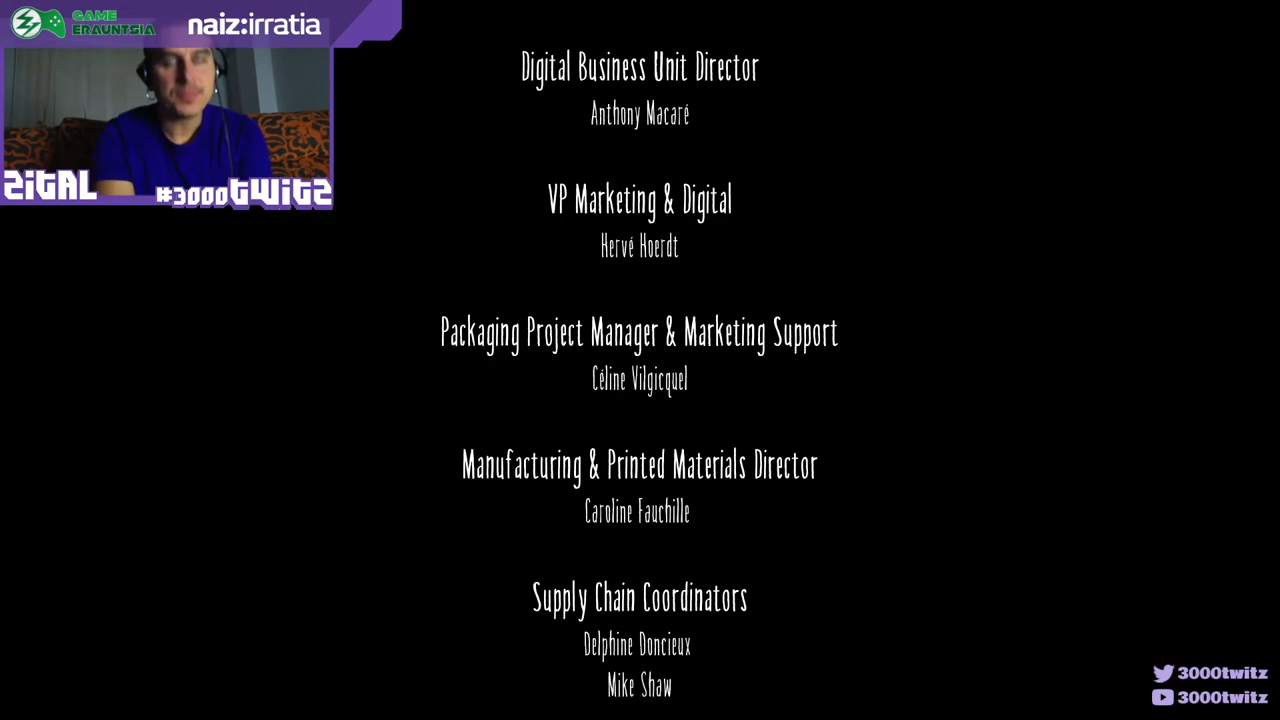 GAME
ERAUNTSIA
naiz:irratia
ZiTAL
#3000TWITZ
Digital Business Unit Director
Anthony Macaré
VP Marketing & Digital
Hervé Hoerdt
Packaging Project Manager & Marketing Support
Céline Vilgicquel
Manufacturing & Printed Materials Director
Caroline Fauchille
Supply Chain Coordinators
Delphine Doncieux
Mike Shaw
3000twitz
3000twitz